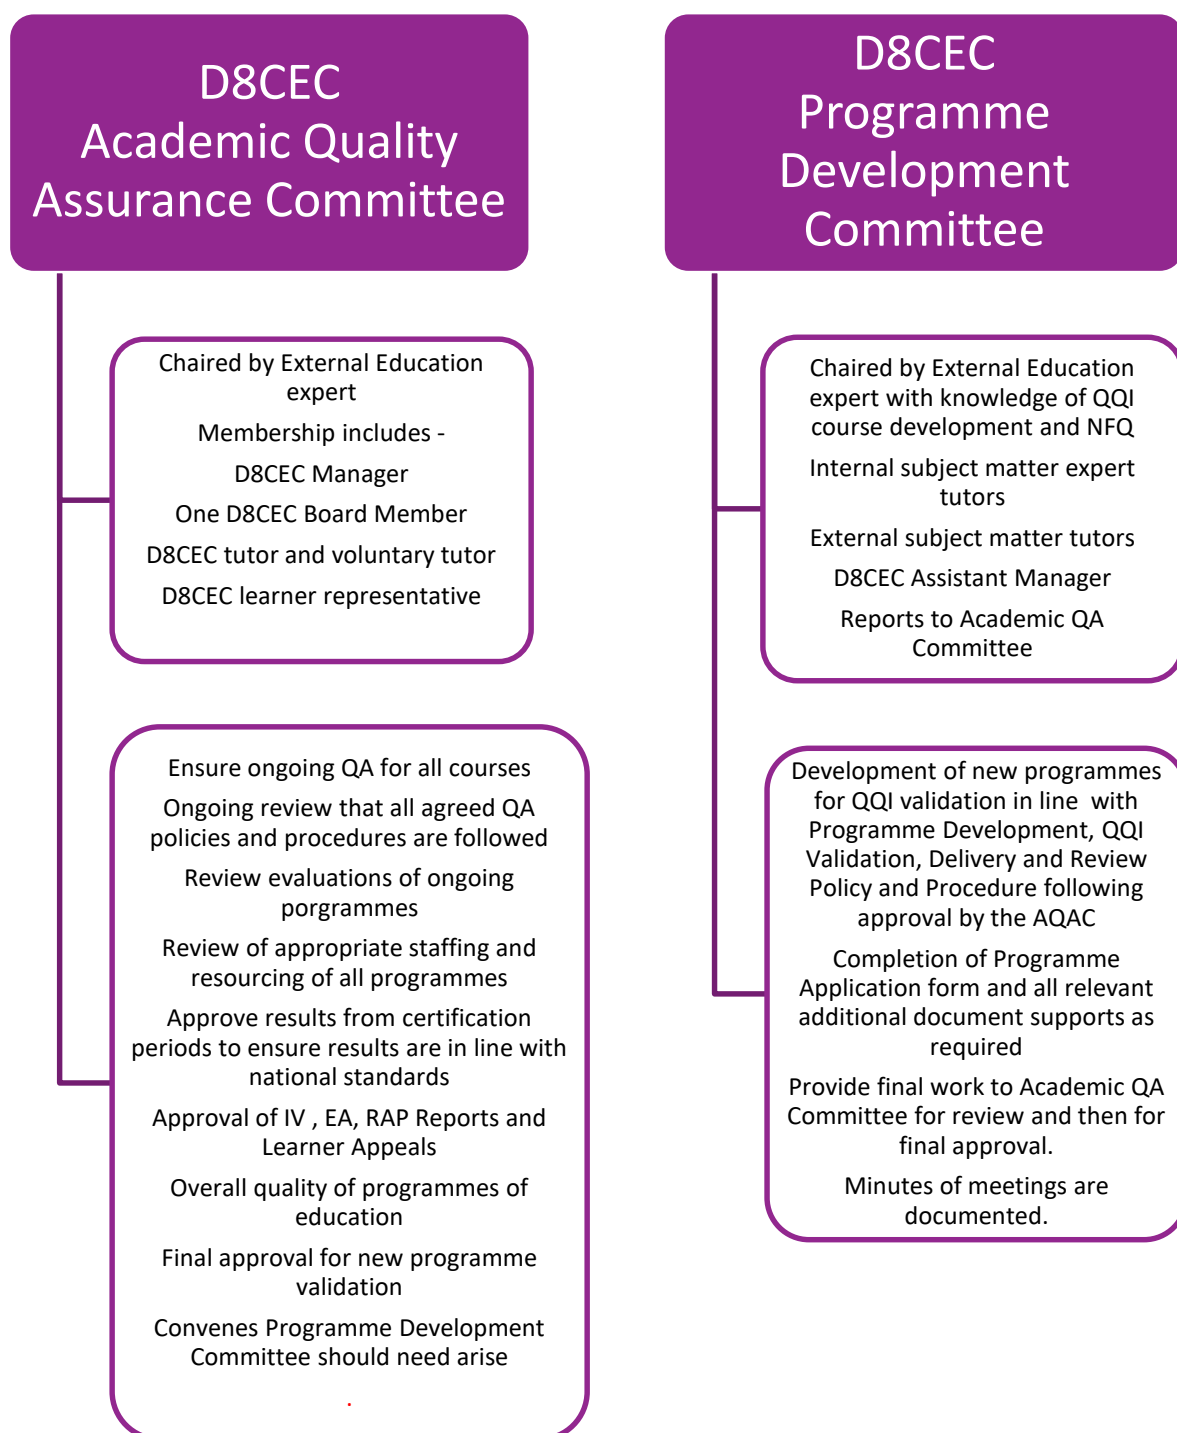 D8CEC
Academic Quality
Assurance Committee
Chaired by External Education
expert
Membership includes -
D8CEC Manager
One D8CEC Board Member
D8CEC tutor and voluntary tutor
D8CEC learner representative
Ensure ongoing QA for all courses
Ongoing review that all agreed QA
policies and procedures are followed
Review evaluations of ongoing
porgrammes
Review of appropriate staffing and
resourcing of all programmes
Approve results from certification
periods to ensure results are in line with
national standards
Approval of IV , EA, RAP Reports and
Learner Appeals
Overall quality of programmes of
education
Final approval for new programme
validation
Convenes Programme Development
Committee should need arise
.
D8CEC
Programme
Development
Committee
Chaired by External Education
expert with knowledge of QQI
course development and NFQ
Internal subject matter expert
tutors
External subject matter tutors
D8CEC Assistant Manager
Reports to Academic QA
Committee
Development of new programmes
for QQI validation in line  with
Programme Development, QQI
Validation, Delivery and Review
Policy and Procedure following
approval by the AQAC
Completion of Programme
Application form and all relevant
additional document supports as
required
Provide final work to Academic QA
Committee for review and then for
final approval.
Minutes of meetings are
documented.